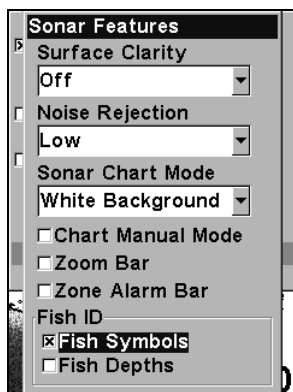 Sonar Features
Surface Clarity
Off
Noise Rejection
Low
Sonar Chart Mode
White Background
Chart Manual Mode
Zoom Bar
Zone Alarm Bar
Fish ID
Fish Symbols
Fish Depths